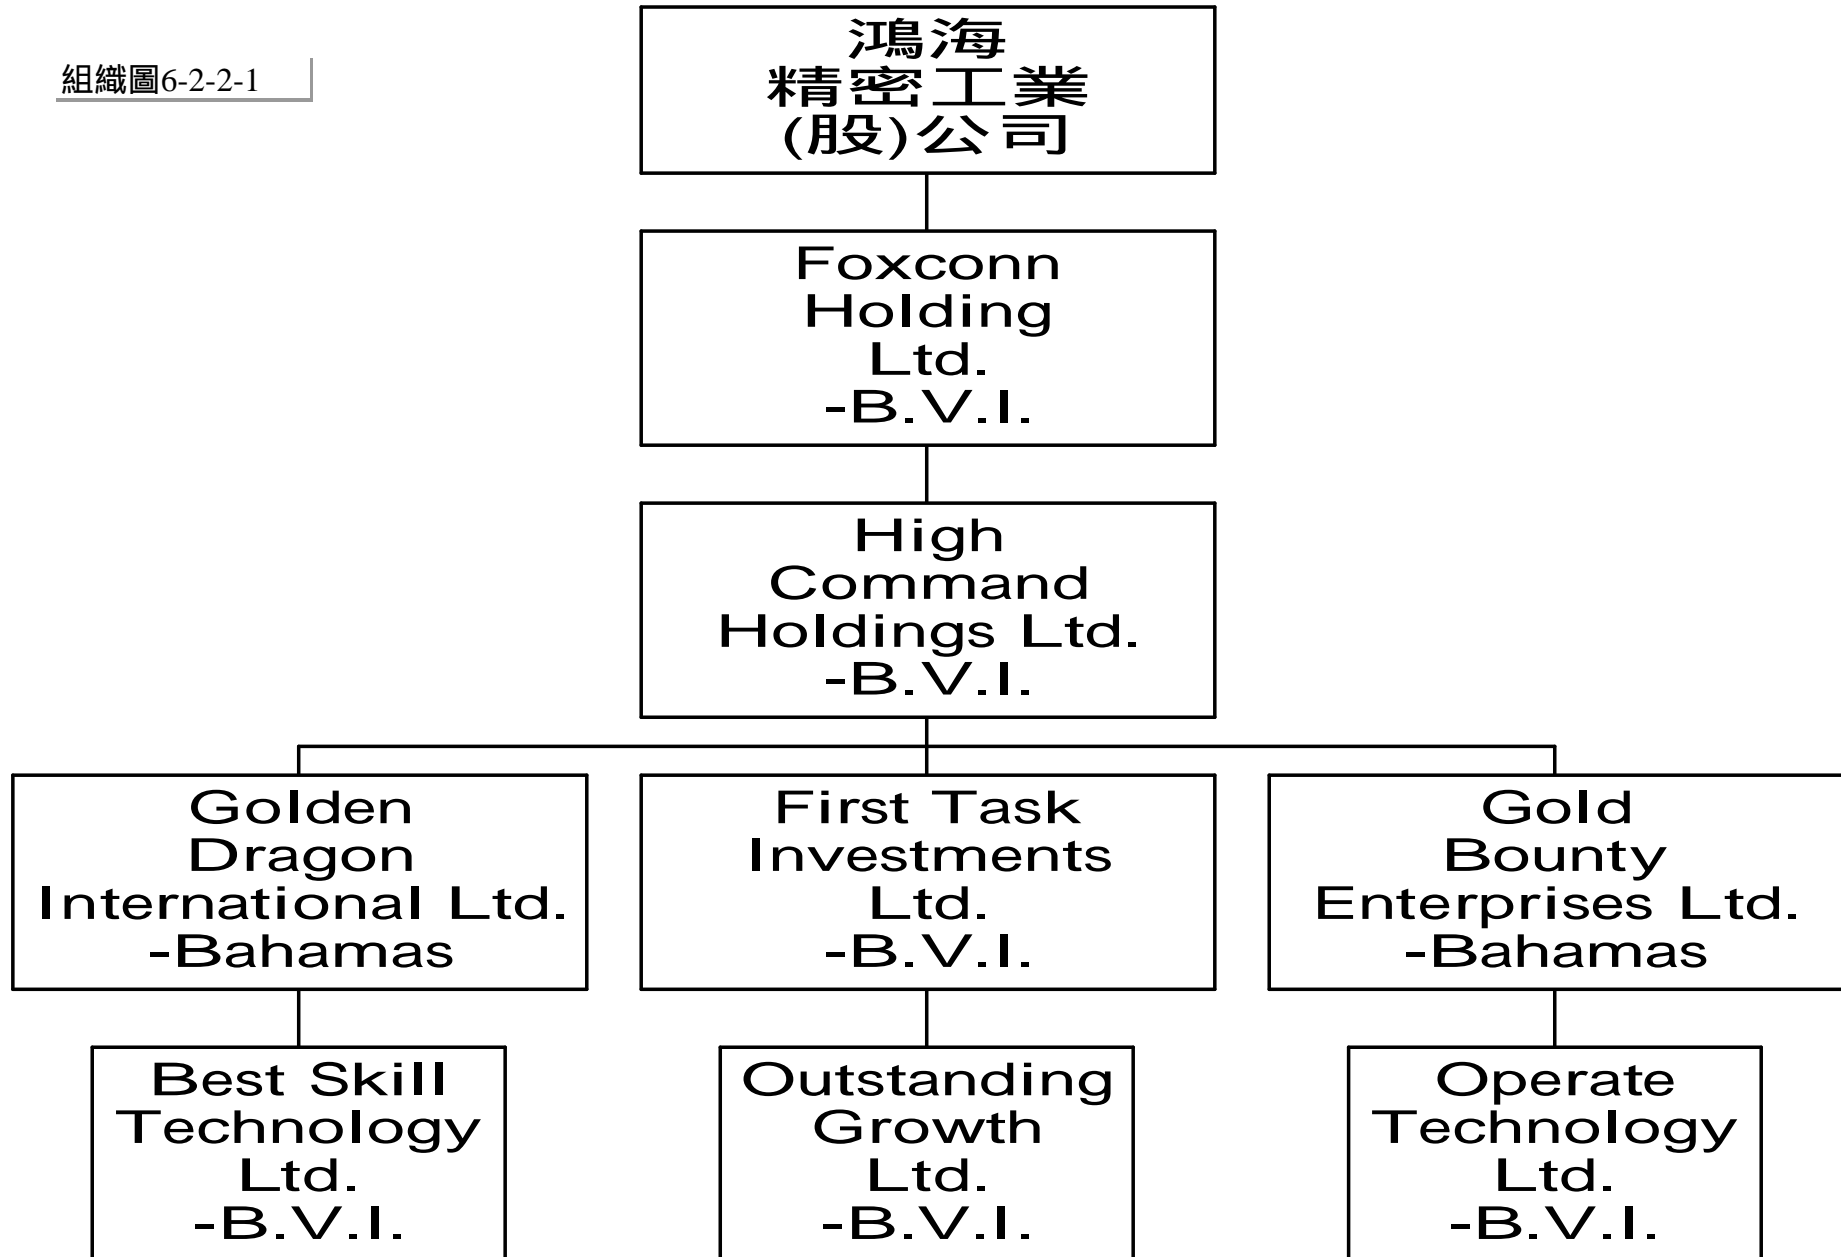 組織圖6-2-2-1
鴻海
精密工業
(股)公司
Foxconn
Holding
Ltd.
-B.V.I.
High
Command
Holdings Ltd.
-B.V.I.
Golden
Dragon
International Ltd.
-Bahamas
First Task
Investments
Ltd.
-B.V.I.
Gold
Bounty
Enterprises Ltd.
-Bahamas
Best Skill
Technology
Ltd.
-B.V.I.
Outstanding
Growth
Ltd.
-B.V.I.
Operate
Technology
Ltd.
-B.V.I.